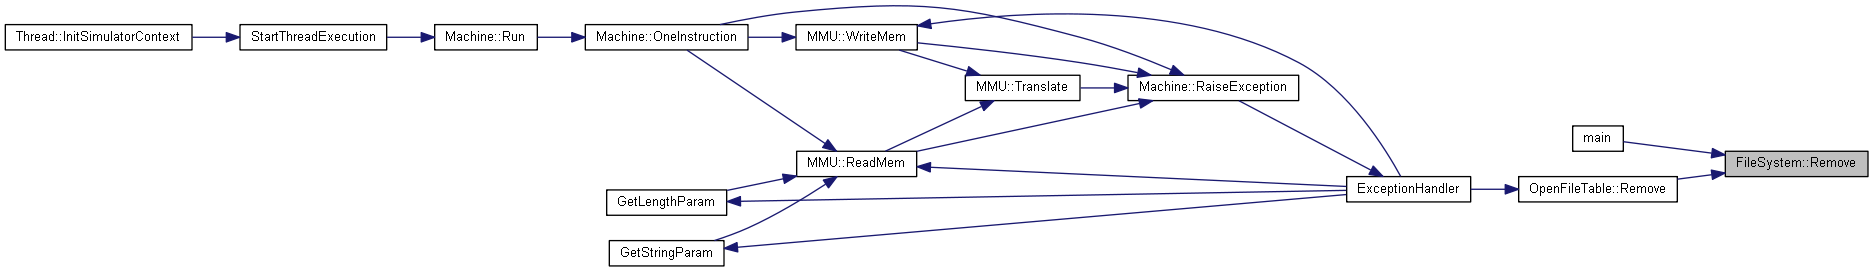 Thread::InitSimulatorContext
StartThreadExecution
Machine::Run
Machine::OneInstruction
MMU::WriteMem
MMU::Translate
Machine::RaiseException
main
FileSystem::Remove
MMU::ReadMem
ExceptionHandler
OpenFileTable::Remove
GetLengthParam
GetStringParam